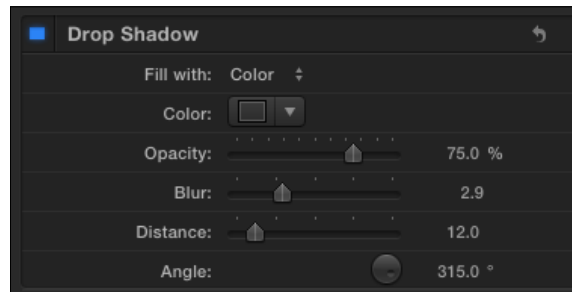 Drop Shadow
Fill with: Color
Color:
Opacity: 75.0 %
Blur: 2.9
Distance: 12.0
Angle: 315.0 °